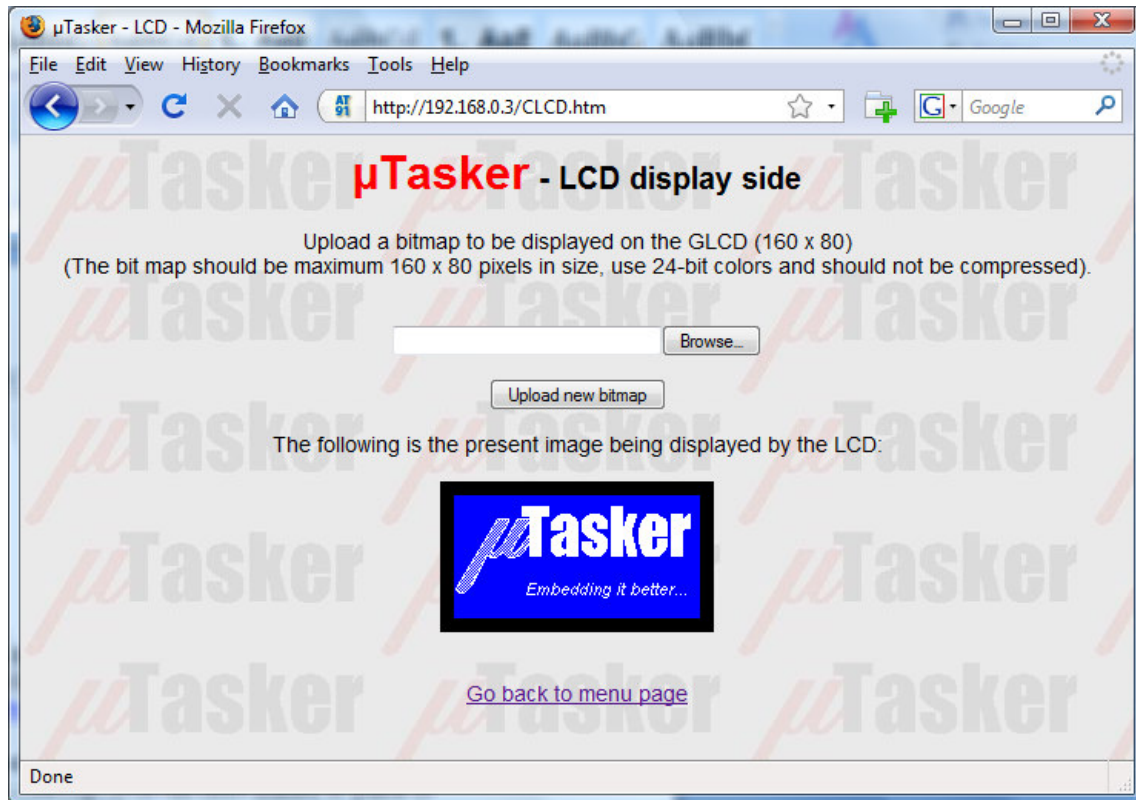 µTasker - LCD - Mozilla Firefox
File Edit View History Bookmarks Tools Help
AT91 http://192.168.0.3/CLCD.htm G Google
µTasker - LCD display side
Upload a bitmap to be displayed on the GLCD (160 x 80)
(The bit map should be maximum 160 x 80 pixels in size, use 24-bit colors and should not be compressed).
Browse...
Upload new bitmap
The following is the present image being displayed by the LCD:
µTasker
Embedding it better...
Go back to menu page
Done